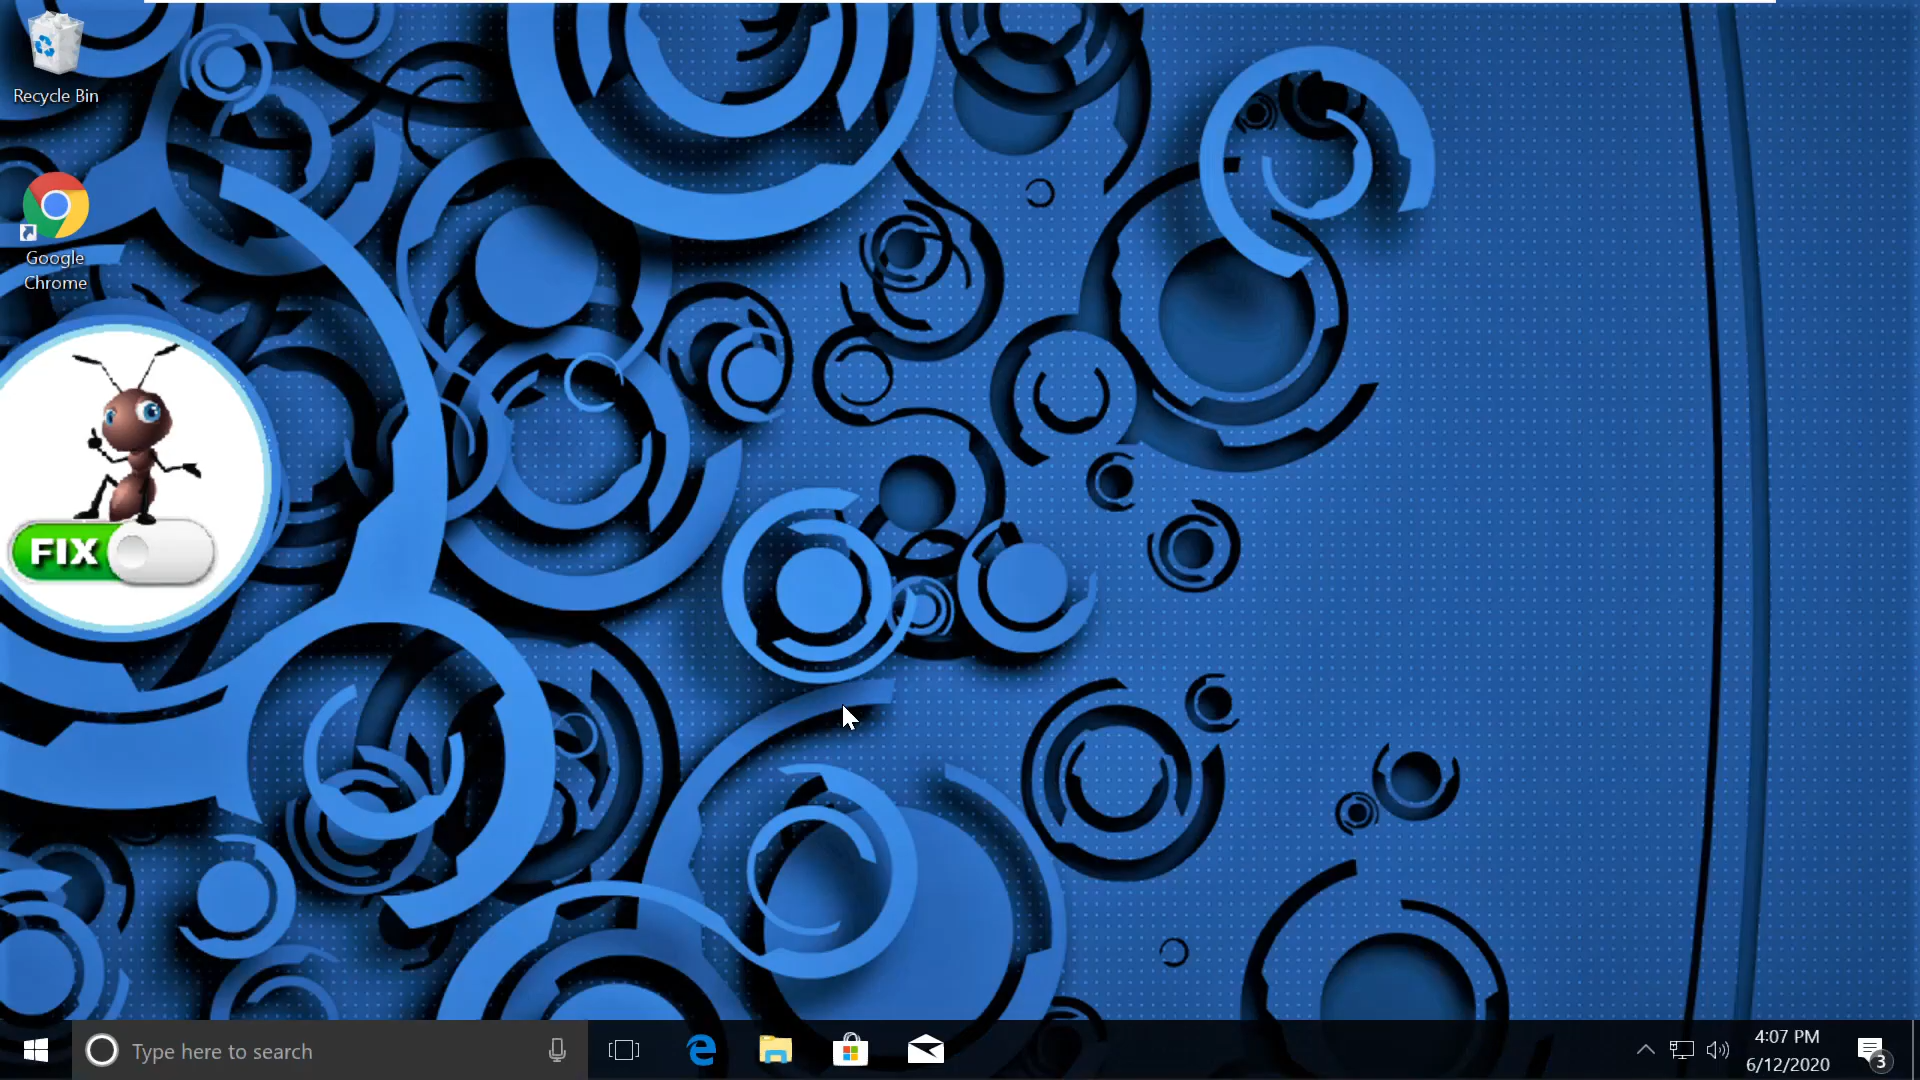 Recycle Bin
Google
Chrome
FIX
Type here to search
4:07 PM
6/12/2020
3